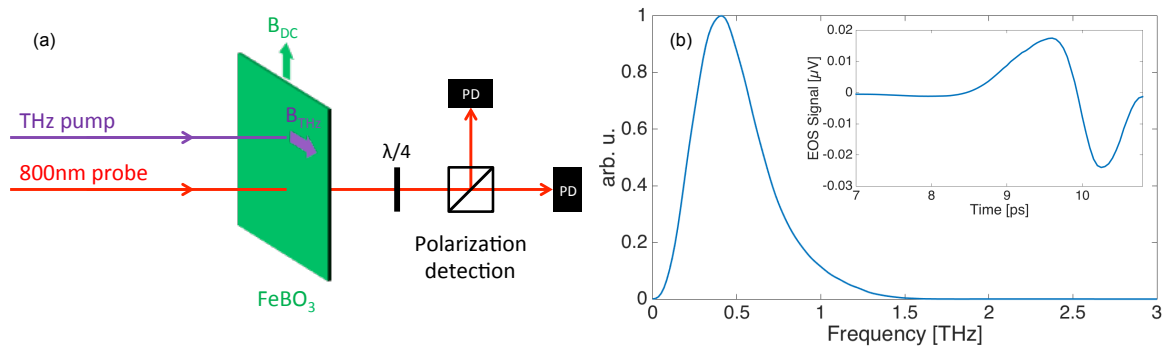 (a)
B_DC
PD
B_THz
THz pump
λ/4
800nm probe
PD
Polarization
detection
FeBO₃
(b)
1
0.8
0.6
0.4
0.2
0
arb. u.
0
0.5
1
1.5
2
2.5
3
Frequency [THz]
0.02
0.01
0
-0.01
-0.02
-0.03
EOS Signal [µV]
7
8
9
10
Time [ps]